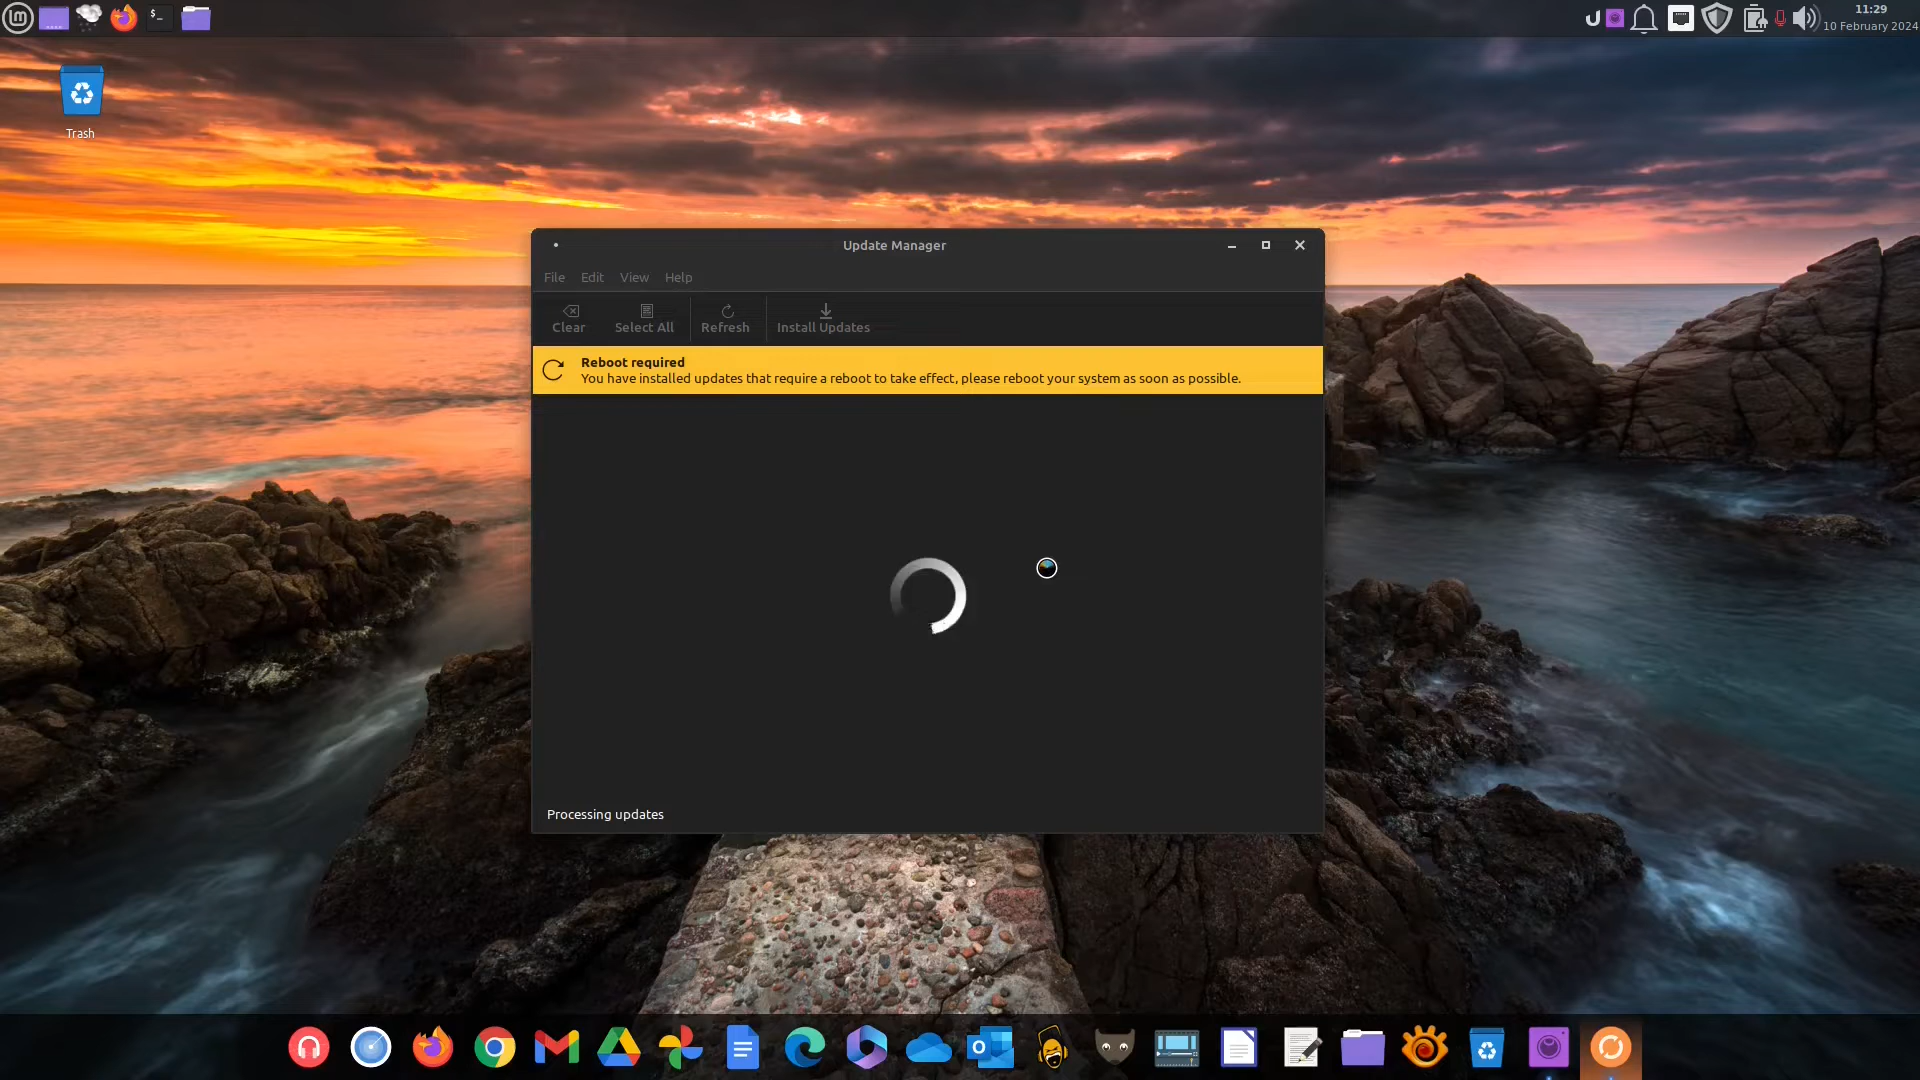 11:29
10 February 2024
Trash
Update Manager
File Edit View Help
Clear Select All Refresh Install Updates
Reboot required
You have installed updates that require a reboot to take effect, please reboot your system as soon as possible.
Processing updates